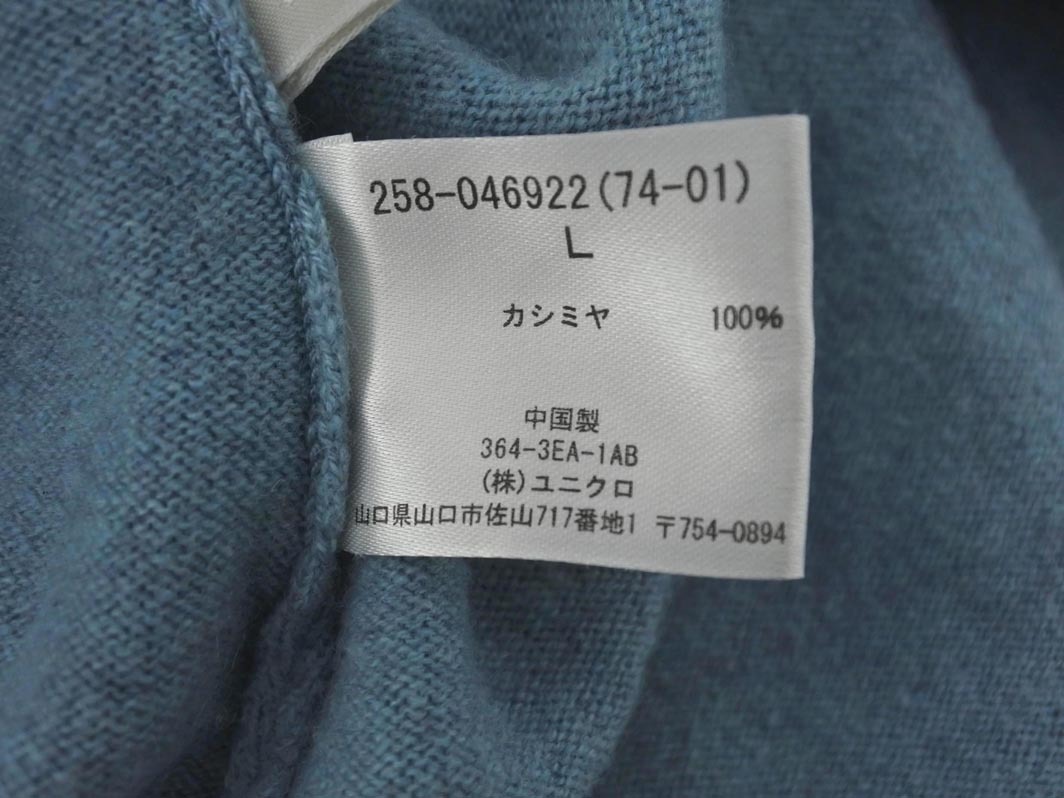 258-046922(74-01)
L
カシミヤ 100%
中国製
364-3EA-1AB
(株)ユニクロ
山口県山口市佐山717番地1 〒754-0894